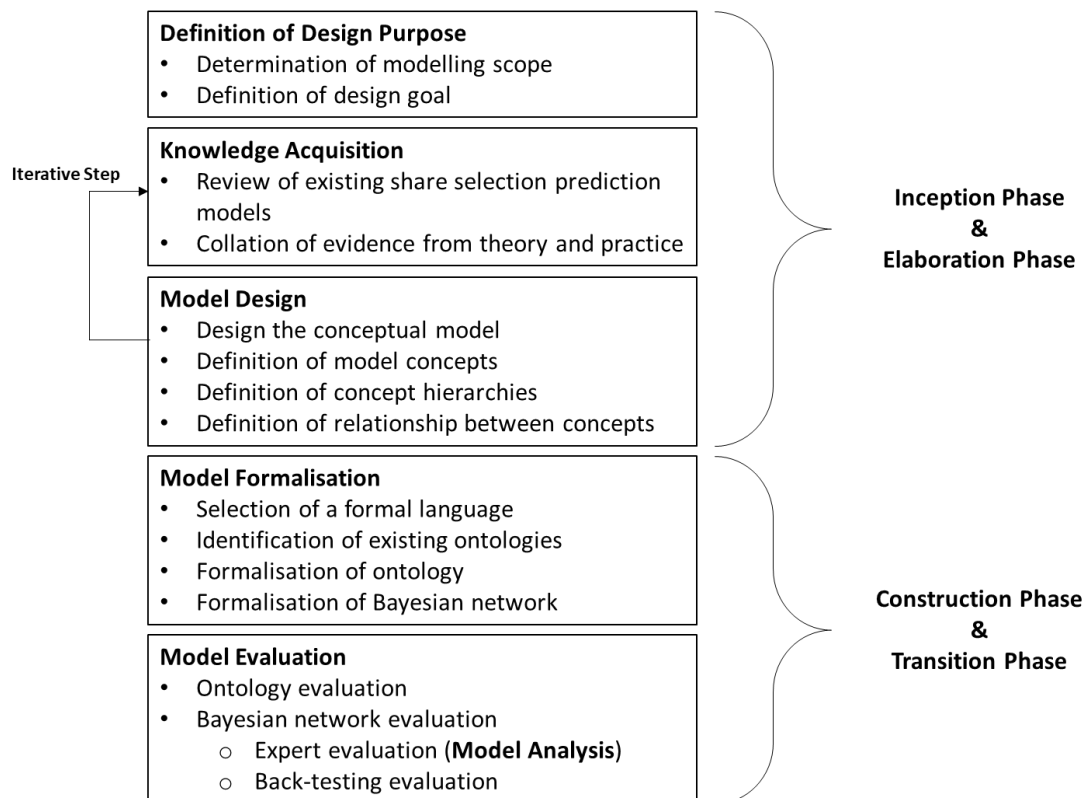 Definition of Design Purpose
• Determination of modelling scope
• Definition of design goal
Iterative Step
Knowledge Acquisition
• Review of existing share selection prediction
models
• Collation of evidence from theory and practice
Model Design
• Design the conceptual model
• Definition of model concepts
• Definition of concept hierarchies
• Definition of relationship between concepts
Inception Phase
&
Elaboration Phase
Model Formalisation
• Selection of a formal language
• Identification of existing ontologies
• Formalisation of ontology
• Formalisation of Bayesian network
Model Evaluation
• Ontology evaluation
• Bayesian network evaluation
o Expert evaluation (Model Analysis)
o Back-testing evaluation
Construction Phase
&
Transition Phase